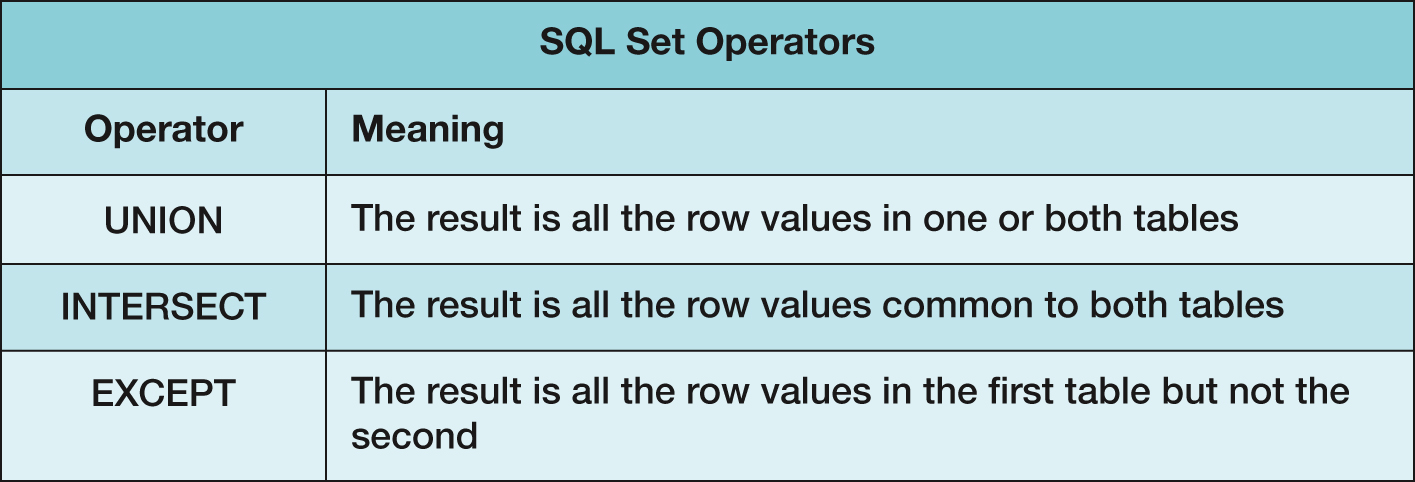 SQL Set Operators
Operator
Meaning
UNION
The result is all the row values in one or both tables
INTERSECT
The result is all the row values common to both tables
EXCEPT
The result is all the row values in the first table but not the
second